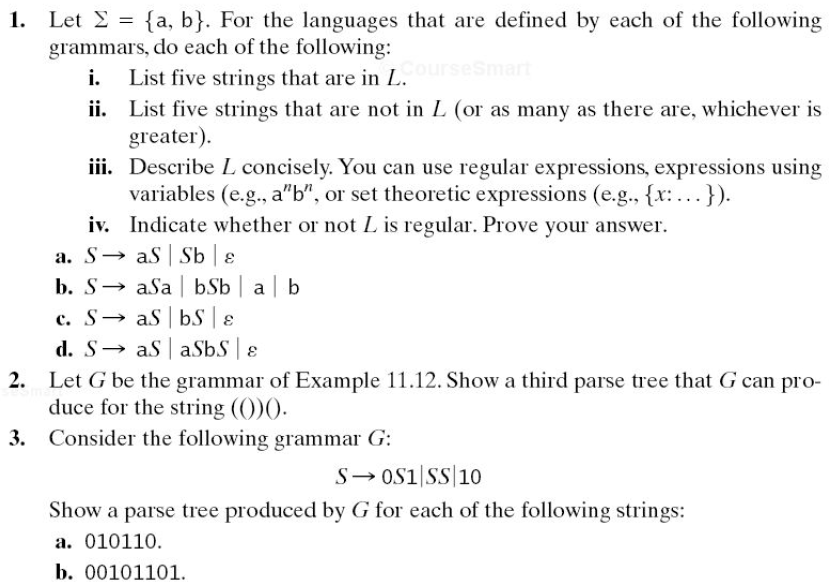 1. Let Σ = {a, b}. For the languages that are defined by each of the following
grammars, do each of the following:
CourseSmart
i. List five strings that are in L.
ii. List five strings that are not in L (or as many as there are, whichever is
greater).
iii. Describe L concisely. You can use regular expressions, expressions using
variables (e.g., aⁿbⁿ, or set theoretic expressions (e.g., {x: ...}).
iv. Indicate whether or not L is regular. Prove your answer.
a. S → aS | Sb | ε
b. S → aSa | bSb | a | b
c. S → aS | bS | ε
d. S → aS | aSbS | ε
2. Let G be the grammar of Example 11.12. Show a third parse tree that G can pro-
duce for the string (())().
3. Consider the following grammar G:
S → 0S1|SS|10
Show a parse tree produced by G for each of the following strings:
a. 010110.
b. 00101101.